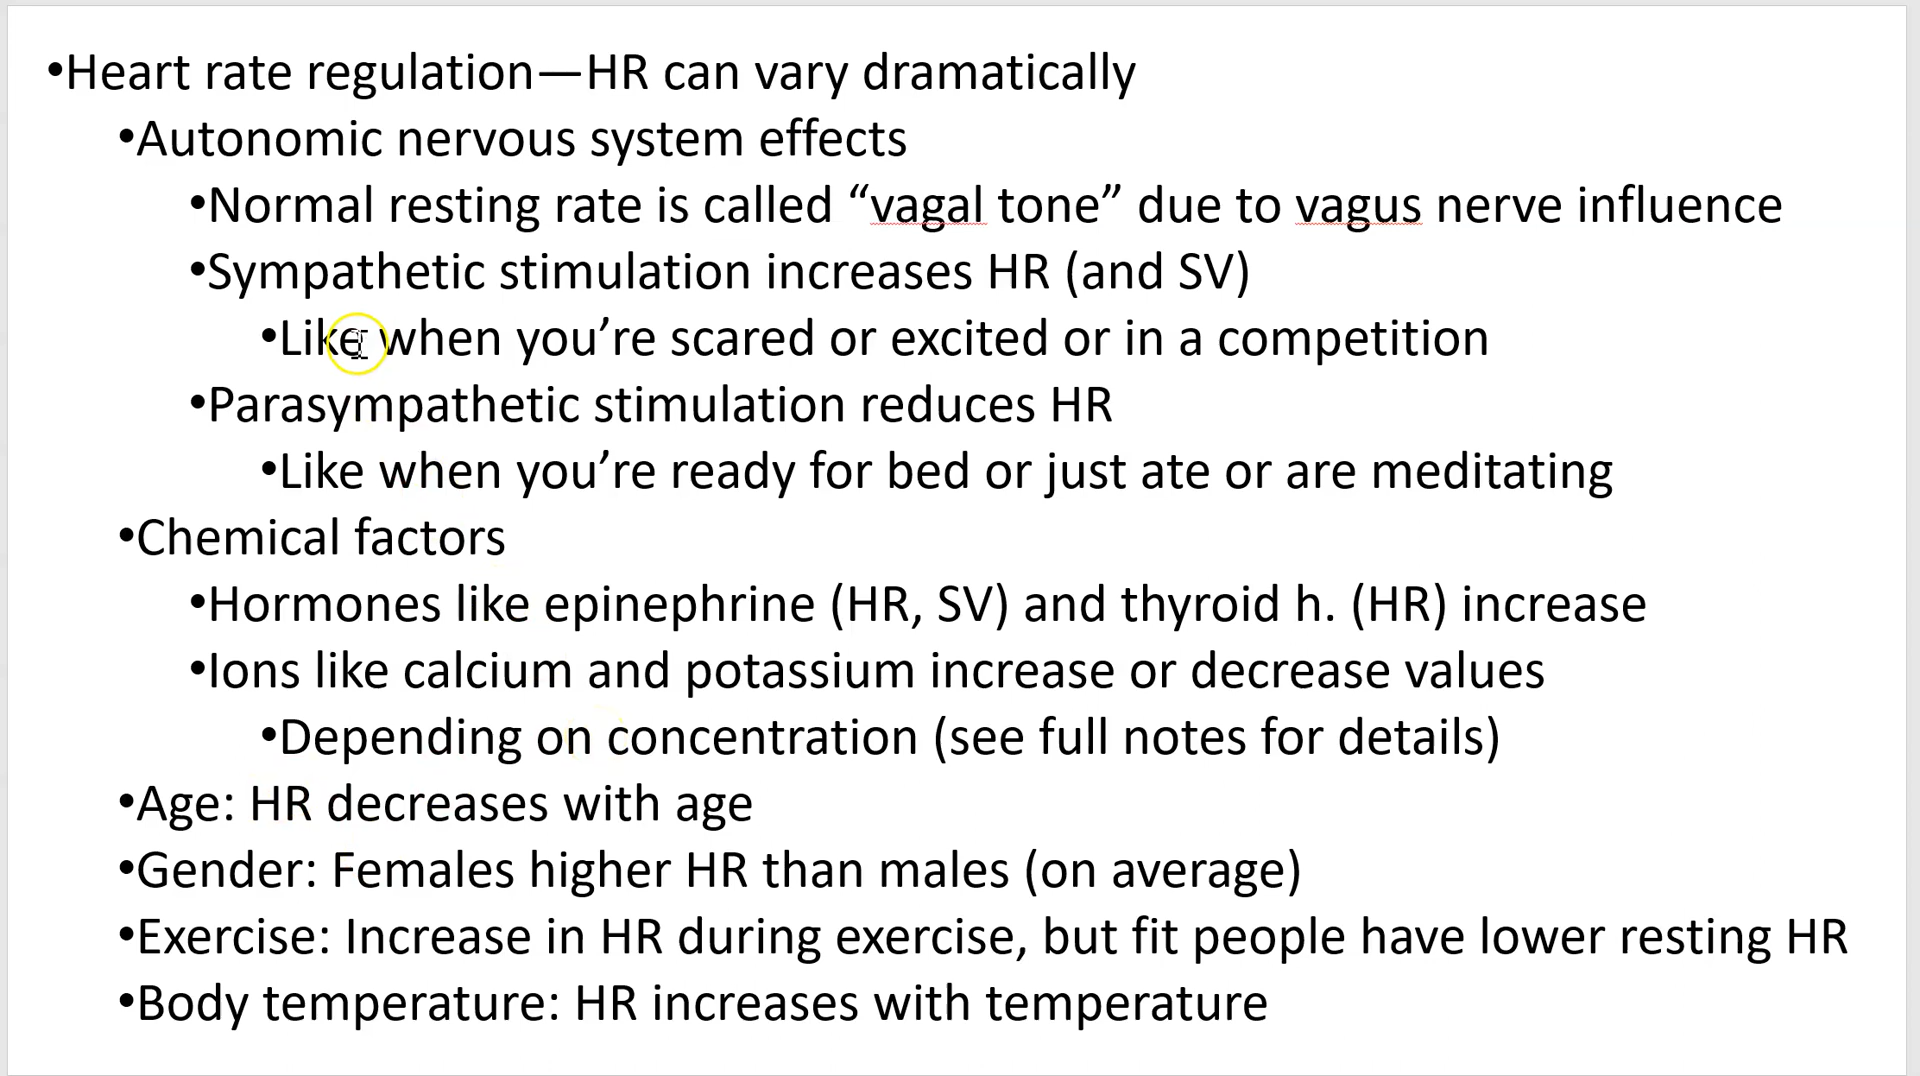 •Heart rate regulation—HR can vary dramatically
•Autonomic nervous system effects
•Normal resting rate is called “vagal tone” due to vagus nerve influence
•Sympathetic stimulation increases HR (and SV)
•Like when you’re scared or excited or in a competition
•Parasympathetic stimulation reduces HR
•Like when you’re ready for bed or just ate or are meditating
•Chemical factors
•Hormones like epinephrine (HR, SV) and thyroid h. (HR) increase
•Ions like calcium and potassium increase or decrease values
•Depending on concentration (see full notes for details)
•Age: HR decreases with age
•Gender: Females higher HR than males (on average)
•Exercise: Increase in HR during exercise, but fit people have lower resting HR
•Body temperature: HR increases with temperature